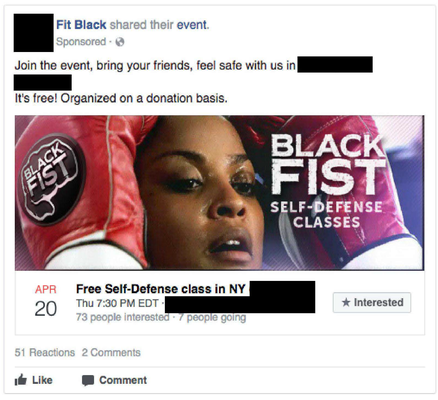 Fit Black shared their event.
Sponsored ·
Join the event, bring your friends, feel safe with us in
It's free! Organized on a donation basis.
BLACK
FIST
BLACK
FIST
SELF-DEFENSE
CLASSES
APR
20
Free Self-Defense class in NY
Thu 7:30 PM EDT ·
73 people interested · 7 people going
Interested
51 Reactions 2 Comments
Like Comment